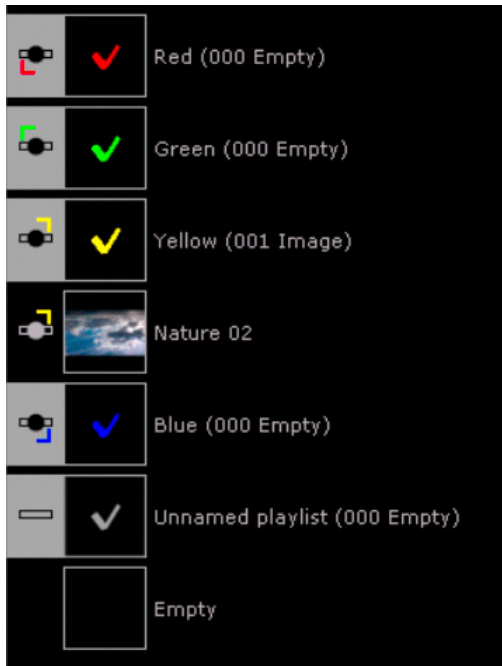 Red (000 Empty)
Green (000 Empty)
Yellow (001 Image)
Nature 02
Blue (000 Empty)
Unnamed playlist (000 Empty)
Empty